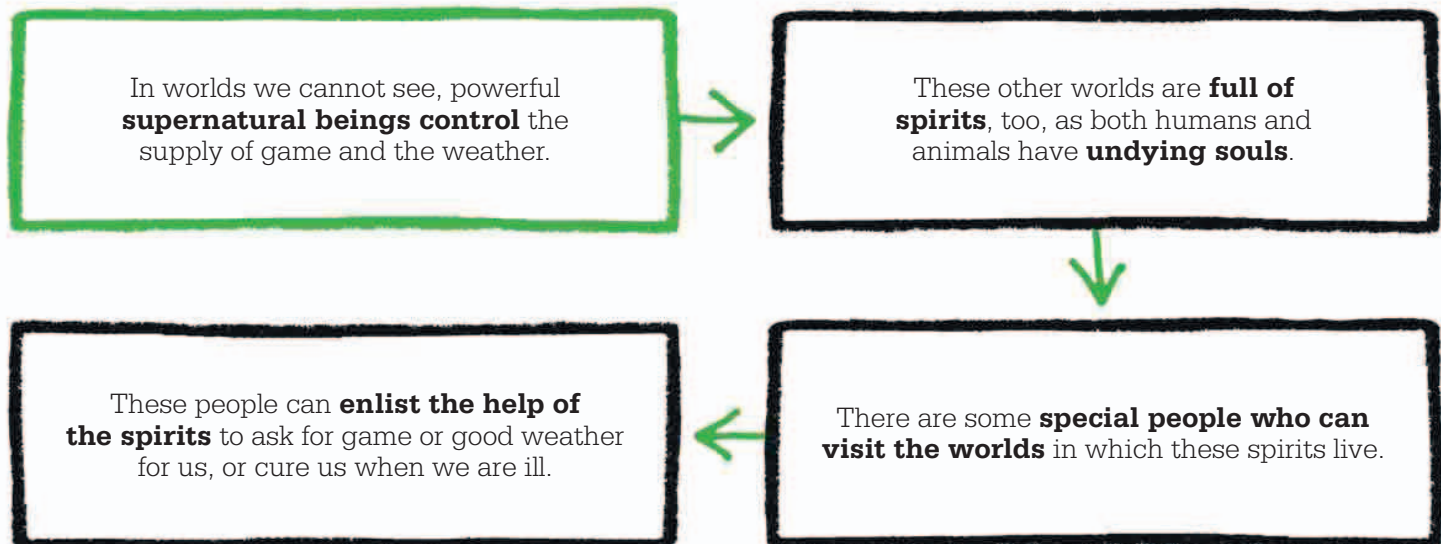 In worlds we cannot see, powerful
supernatural beings control the
supply of game and the weather.
These other worlds are full of
spirits, too, as both humans and
animals have undying souls.
There are some special people who can
visit the worlds in which these spirits live.
These people can enlist the help of
the spirits to ask for game or good weather
for us, or cure us when we are ill.